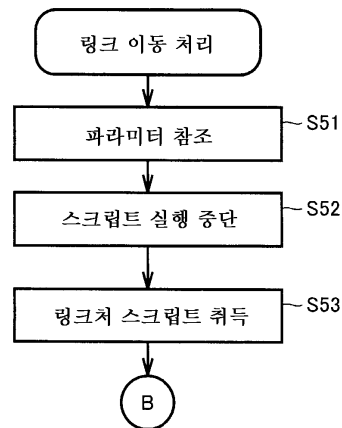 링크 이동 처리
파라미터 참조
S51
스크립트 실행 중단
S52
링크처 스크립트 취득
S53
B